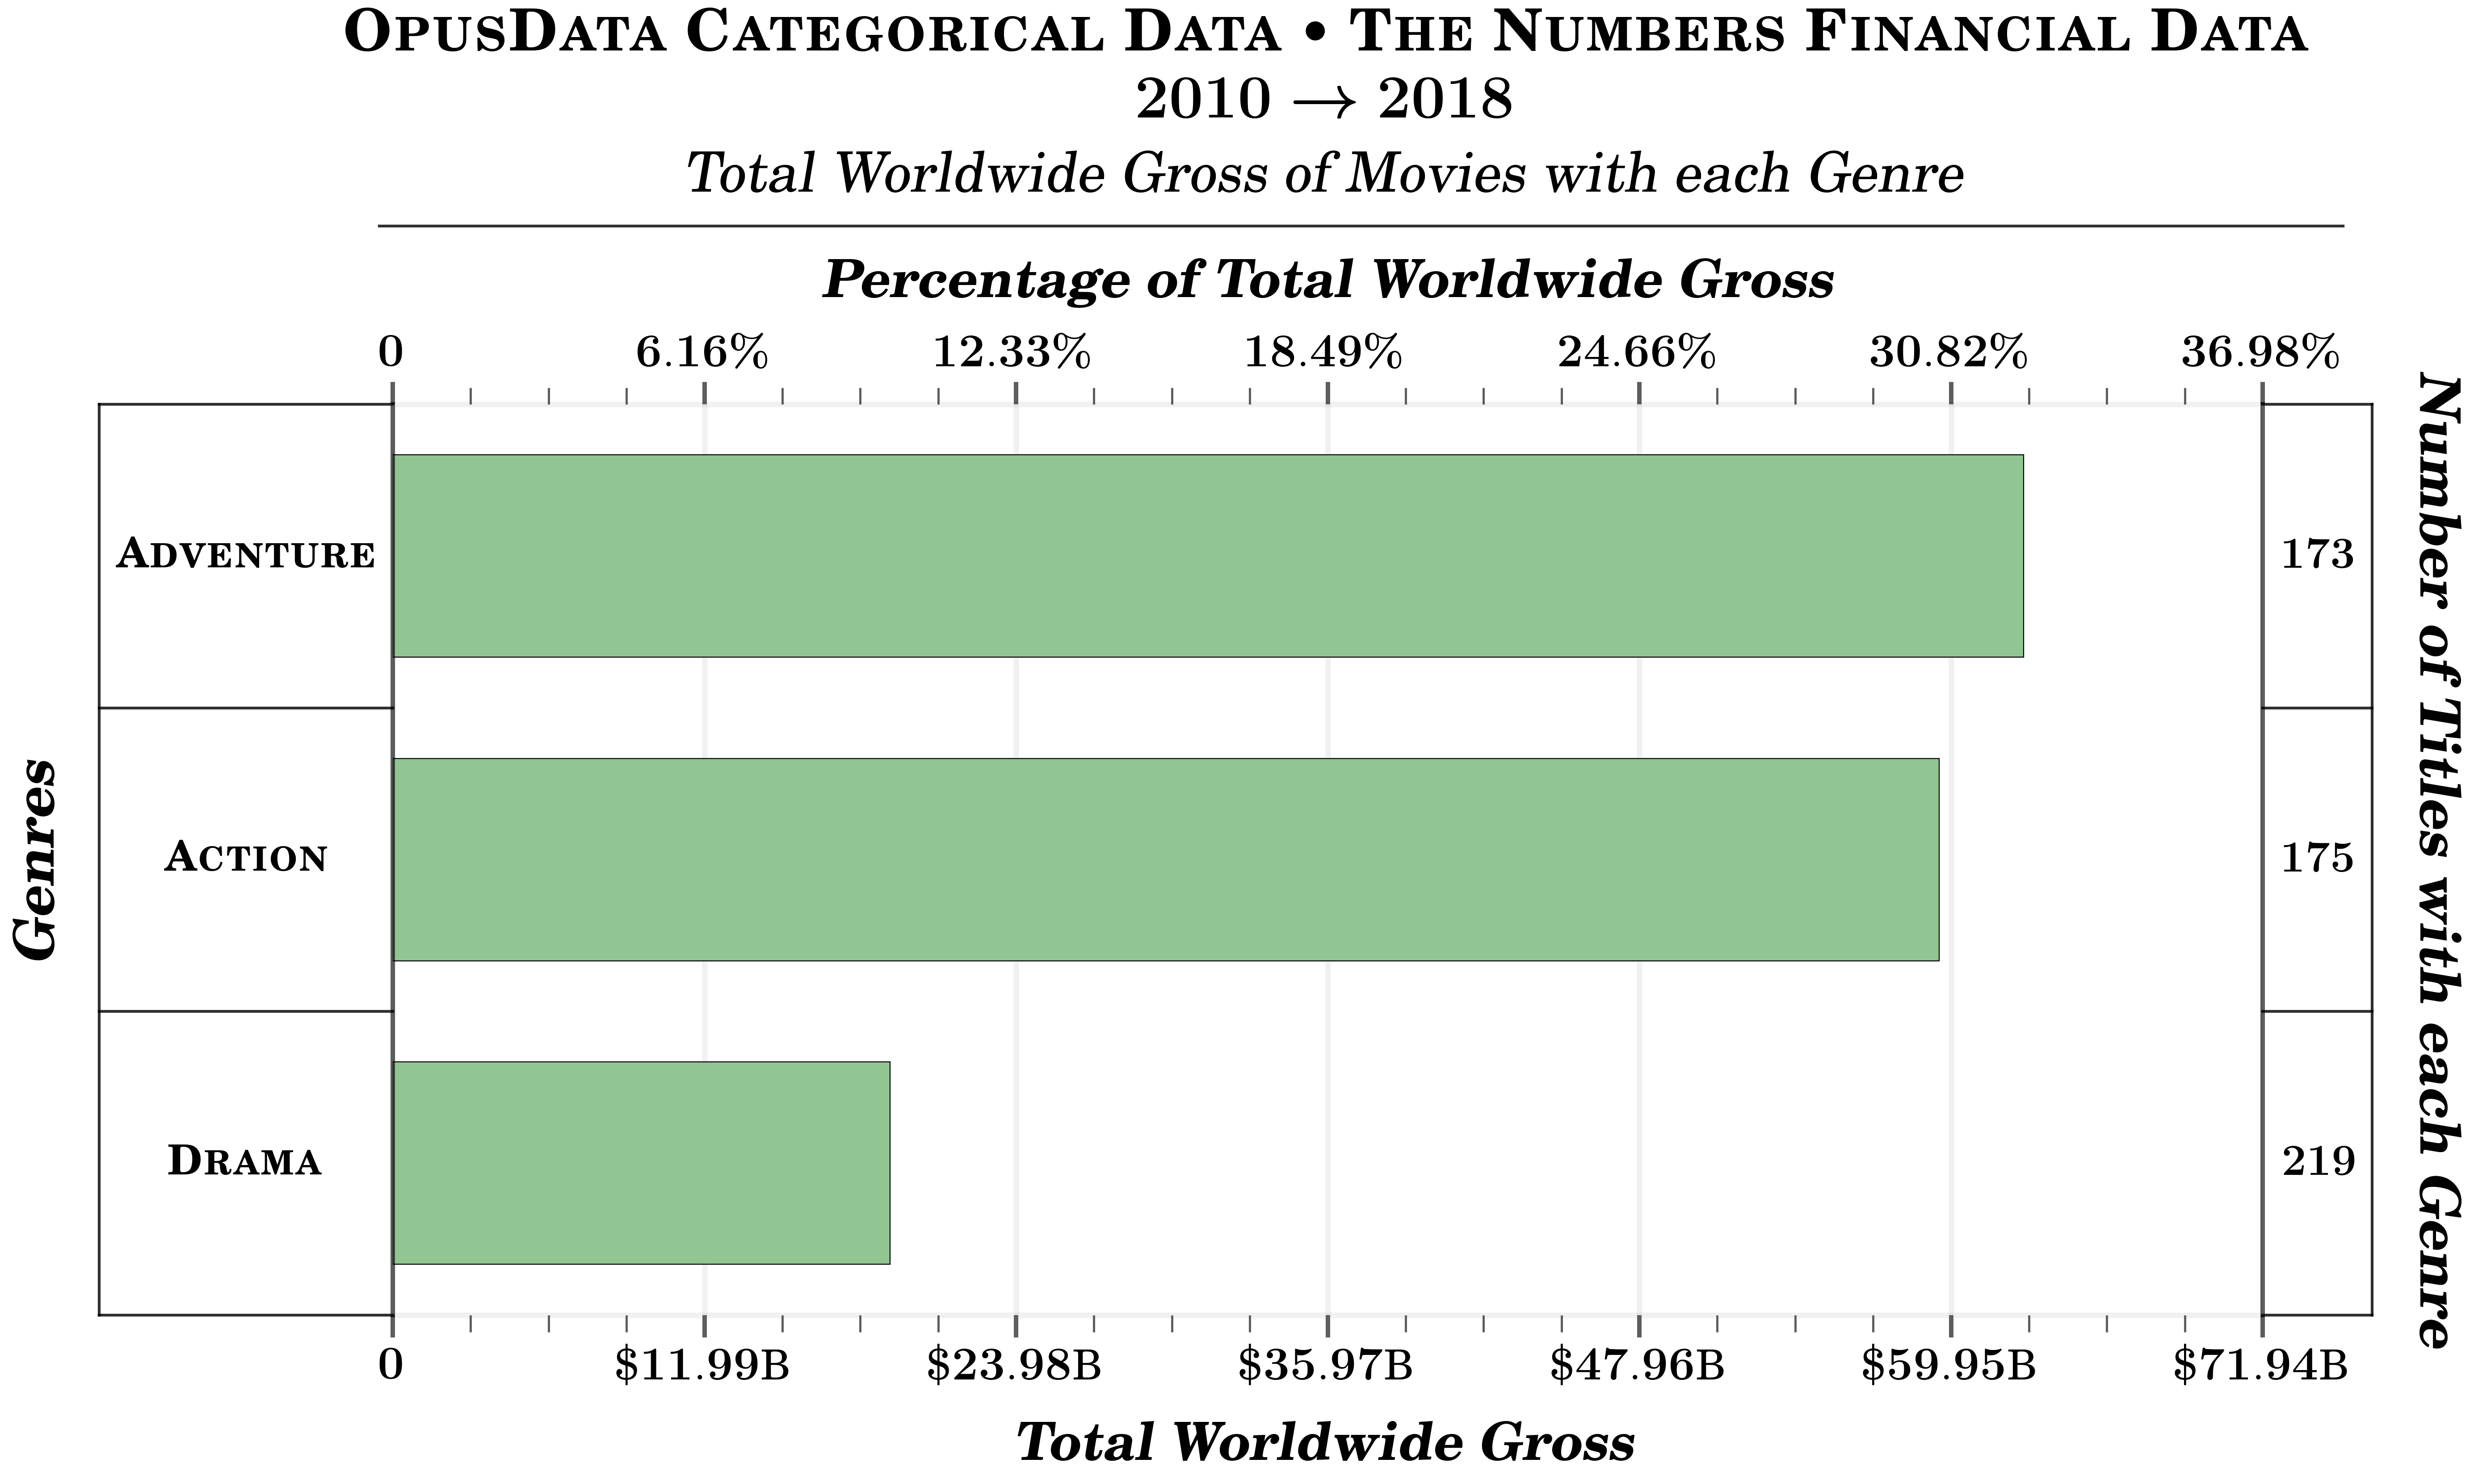 OpusData Categorical Data • The Numbers Financial Data
2010 → 2018
Total Worldwide Gross of Movies with each Genre
Percentage of Total Worldwide Gross
0 6.16% 12.33% 18.49% 24.66% 30.82% 36.98%
Genres
Adventure 173
Action 175
Drama 219
Number of Titles with each Genre
0 $11.99B $23.98B $35.97B $47.96B $59.95B $71.94B
Total Worldwide Gross